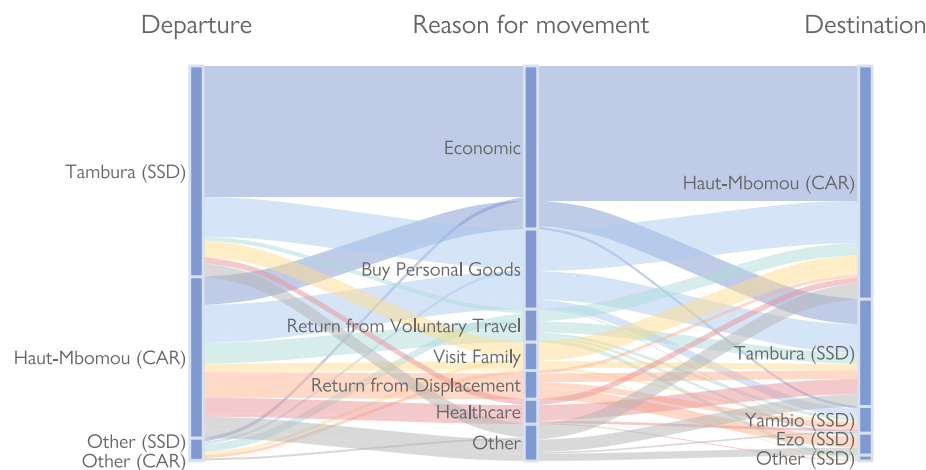 Departure
Reason for movement
Destination
Tambura (SSD)
Haut-Mbomou (CAR)
Other (SSD)
Other (CAR)
Economic
Buy Personal Goods
Return from Voluntary Travel
Visit Family
Return from Displacement
Healthcare
Other
Haut-Mbomou (CAR)
Tambura (SSD)
Yambio (SSD)
Ezo (SSD)
Other (SSD)